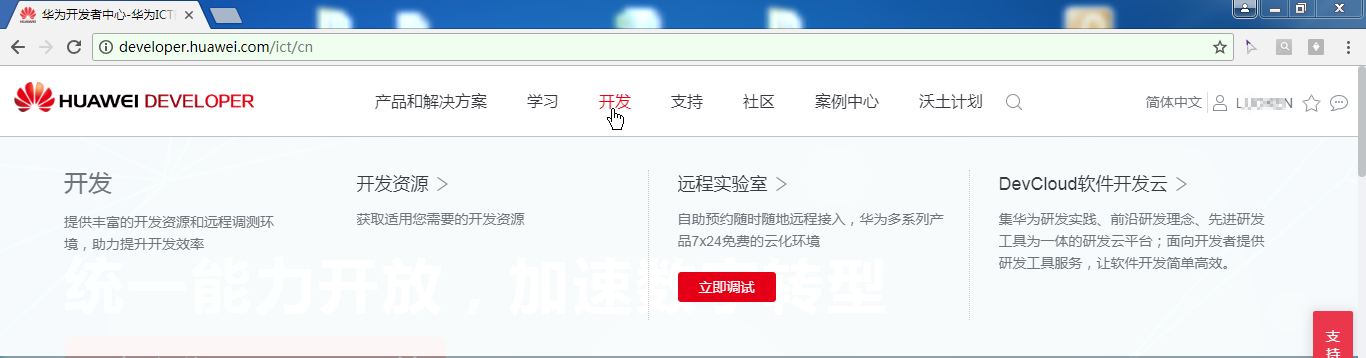 华为开发者中心-华为ICT
developer.huawei.com/ict/cn
HUAWEI DEVELOPER
产品和解决方案 学习 开发 支持 社区 案例中心 沃土计划
简体中文
开发
提供丰富的开发资源和远程调测环
境，助力提升开发效率
开发资源
获取适用您需要的开发资源
远程实验室
自助预约随时随地远程接入，华为多系列产
品7x24免费的云化环境
立即调试
DevCloud软件开发云
集华为研发实践、前沿研发理念、先进研发
工具为一体的研发云平台；面向开发者提供
研发工具服务，让软件开发简单高效。
统一能力开放，加速数字转型
支
持